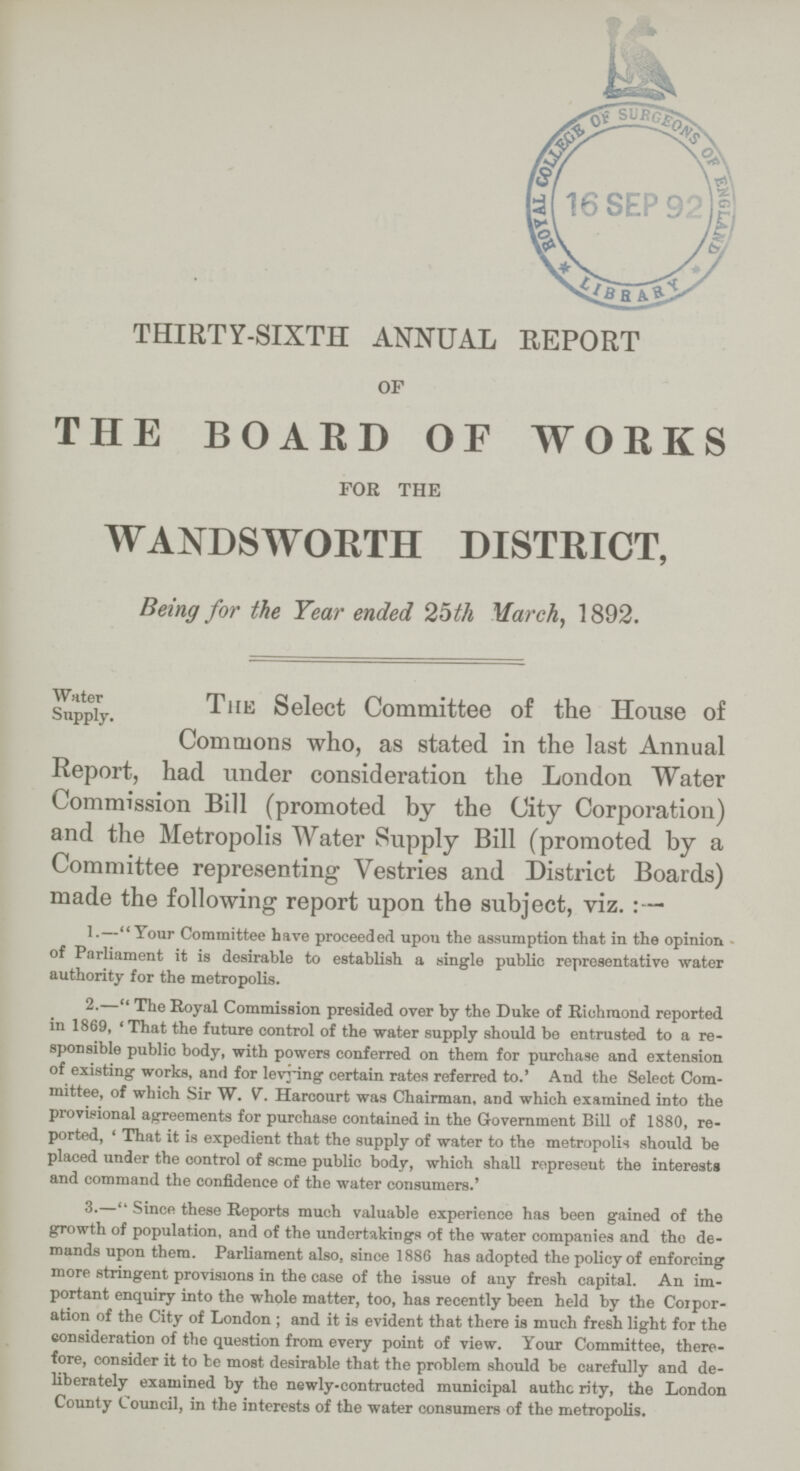 ROYAL COLLEGE OF SURGEONS OF ENGLAND
16 SEP 92
* LIBRARY *
THIRTY-SIXTH ANNUAL REPORT
OF
THE BOARD OF WORKS
FOR THE
WANDSWORTH DISTRICT,
Being for the Year ended 25th March, 1892.
Water
Supply.
THE Select Committee of the House of
Commons who, as stated in the last Annual
Report, had under consideration the London Water
Commission Bill (promoted by the City Corporation)
and the Metropolis Water Supply Bill (promoted by a
Committee representing Vestries and District Boards)
made the following report upon the subject, viz. :—
1.—"Your Committee have proceeded upon the assumption that in the opinion
of Parliament it is desirable to establish a single public representative water
authority for the metropolis.
2.—" The Royal Commission presided over by the Duke of Richmond reported
in 1869, ' That the future control of the water supply should be entrusted to a re-
sponsible public body, with powers conferred on them for purchase and extension
of existing works, and for levying certain rates referred to.' And the Select Com-
mittee, of which Sir W. V. Harcourt was Chairman, and which examined into the
provisional agreements for purchase contained in the Government Bill of 1880, re-
ported, ' That it is expedient that the supply of water to the metropolis should be
placed under the control of some public body, which shall represent the interests
and command the confidence of the water consumers.'
3.—" Since these Reports much valuable experience has been gained of the
growth of population, and of the undertakings of the water companies and the de-
mands upon them. Parliament also, since 1886 has adopted the policy of enforcing
more stringent provisions in the case of the issue of any fresh capital. An im-
portant enquiry into the whole matter, too, has recently been held by the Corpor-
ation of the City of London ; and it is evident that there is much fresh light for the
consideration of the question from every point of view. Your Committee, there-
fore, consider it to be most desirable that the problem should be carefully and de-
liberately examined by the newly-contructed municipal authority, the London
County Council, in the interests of the water consumers of the metropolis.